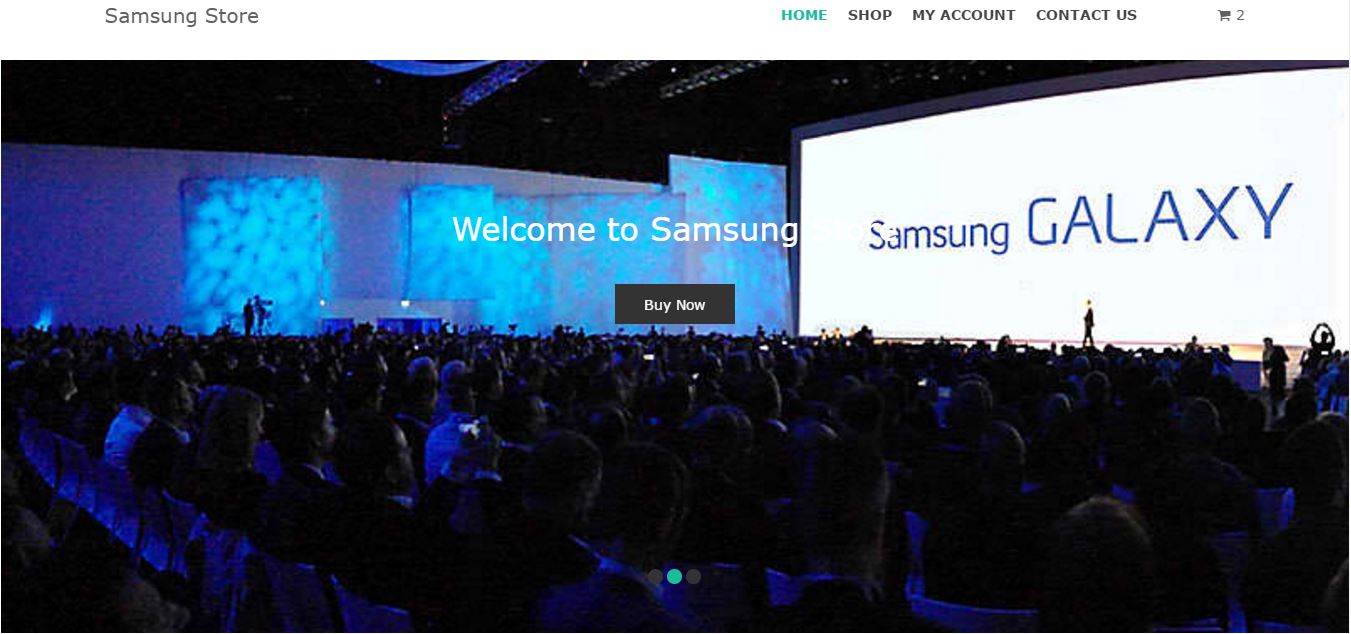 Samsung Store
HOME SHOP MY ACCOUNT CONTACT US 2
Welcome to Samsung Store
Samsung GALAXY
Buy Now